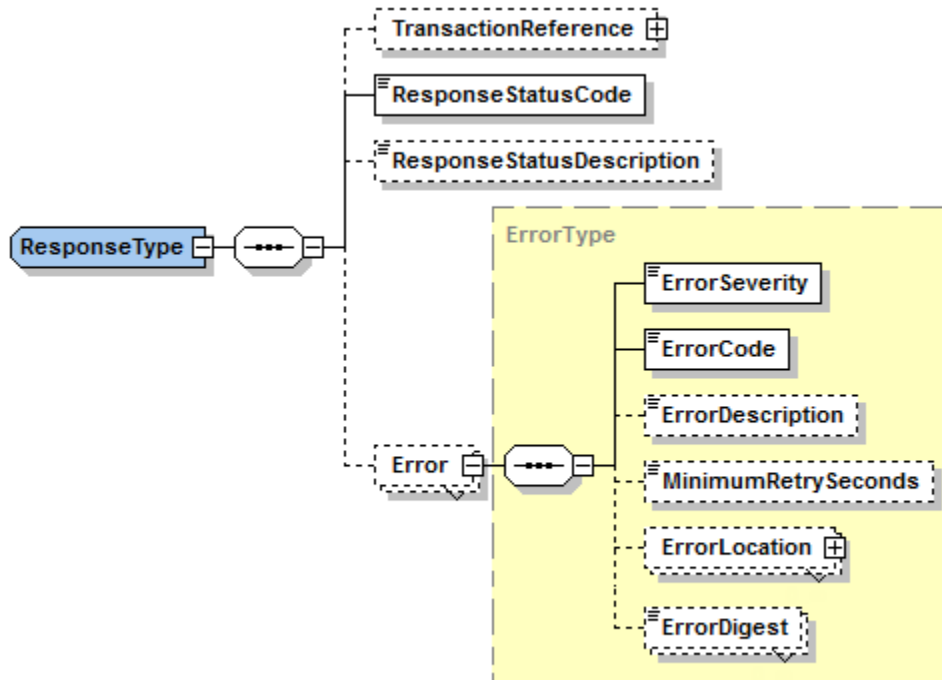 TransactionReference
ResponseStatusCode
ResponseStatusDescription
ResponseType
ErrorType
ErrorSeverity
ErrorCode
ErrorDescription
Error
MinimumRetrySeconds
ErrorLocation
ErrorDigest